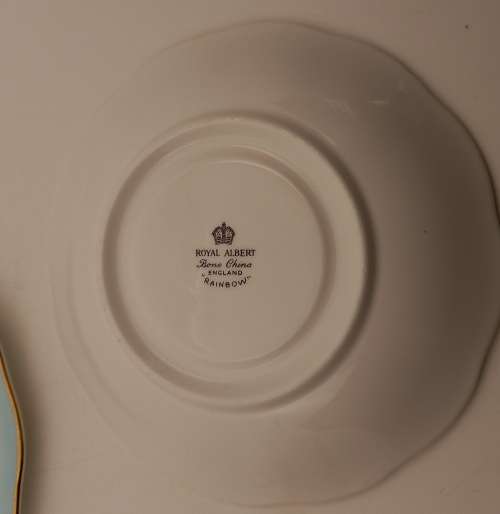 ROYAL ALBERT
Bone China
ENGLAND
"RAINBOW"